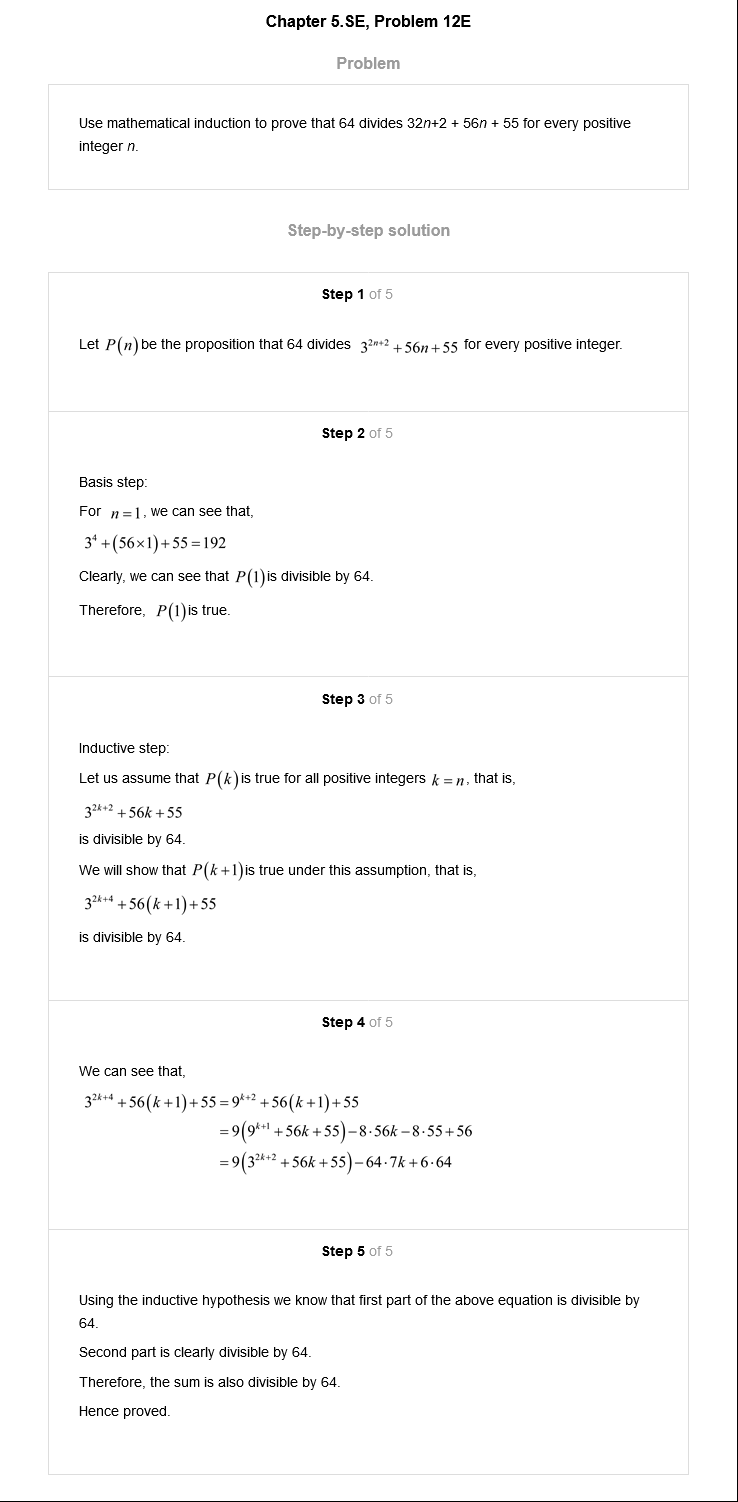 Chapter 5.SE, Problem 12E
Problem
Use mathematical induction to prove that 64 divides 32n+2 + 56n + 55 for every positive
integer n.
Step-by-step solution
Step 1 of 5
Let P(n) be the proposition that 64 divides 3^{2n+2} + 56n + 55 for every positive integer.
Step 2 of 5
Basis step:
For n = 1, we can see that,
3^4 + (56×1) + 55 = 192
Clearly, we can see that P(1) is divisible by 64.
Therefore, P(1) is true.
Step 3 of 5
Inductive step:
Let us assume that P(k) is true for all positive integers k = n, that is,
3^{2k+2} + 56k + 55
is divisible by 64.
We will show that P(k+1) is true under this assumption, that is,
3^{2k+4} + 56(k+1) + 55
is divisible by 64.
Step 4 of 5
We can see that,
3^{2k+4} + 56(k+1) + 55 = 9^{k+2} + 56(k+1) + 55
= 9(9^{k+1} + 56k + 55) − 8·56k − 8·55 + 56
= 9(3^{2k+2} + 56k + 55) − 64·7k + 6·64
Step 5 of 5
Using the inductive hypothesis we know that first part of the above equation is divisible by
64.
Second part is clearly divisible by 64.
Therefore, the sum is also divisible by 64.
Hence proved.